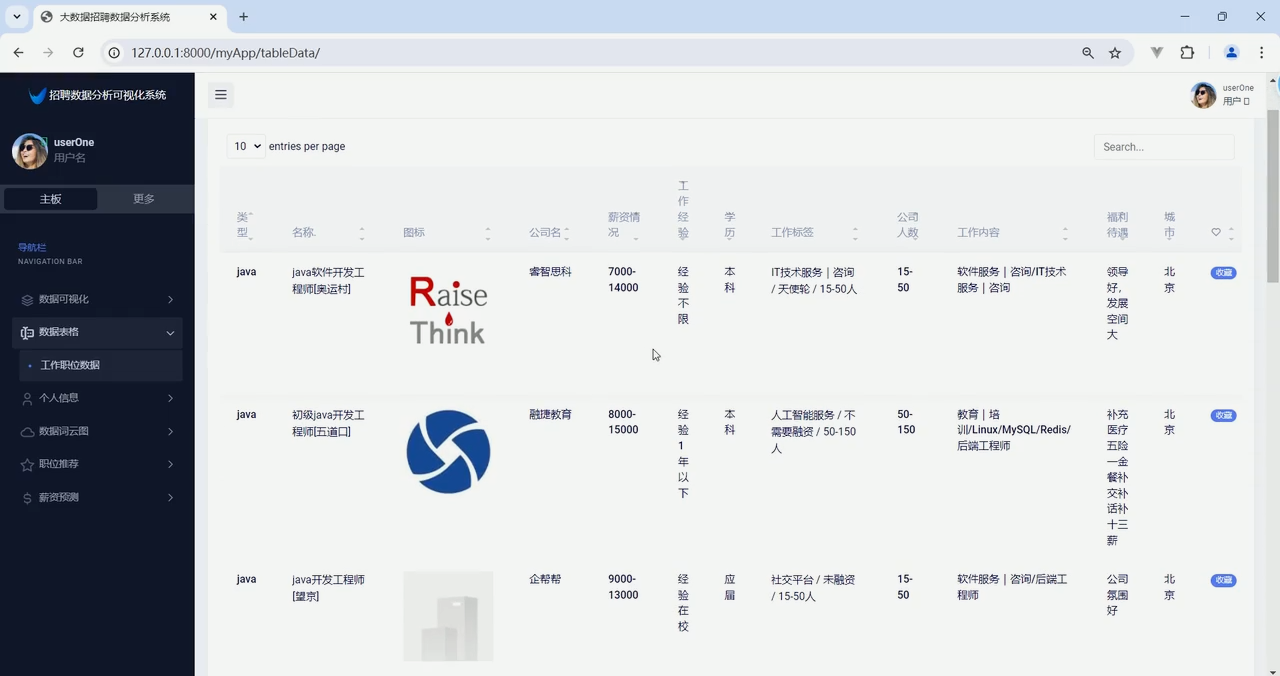 大数据招聘数据分析系统
127.0.0.1:8000/myApp/tableData/
招聘数据分析可视化系统
userOne
用户名
主板
更多
导航栏
NAVIGATION BAR
数据可视化
数据表格
工作职位数据
个人信息
数据词云图
职位推荐
薪资预测
userOne
用户
10
entries per page
Search...
类型
名称.
图标
公司名
薪资情况
工作经验
学历
工作标签
公司人数
工作内容
福利待遇
城市
java
java软件开发工
程师[奥运村]
Raise
Think
睿智思科
7000-
14000
经验不限
本科
IT技术服务 | 咨询
/ 天使轮 / 15-50人
15-
50
软件服务 | 咨询/IT技术
服务 | 咨询
领导
好，
发展
空间
大
北京
收藏
java
初级java开发工
程师[五道口]
融捷教育
8000-
15000
经验1年以下
本科
人工智能服务 / 不
需要融资 / 50-150
人
50-
150
教育 | 培
训/Linux/MySQL/Redis/
后端工程师
补充
医疗
五险
一金
餐补
交补
话补
十三
薪
北京
收藏
java
java开发工程师
[望京]
企帮帮
9000-
13000
经验在校
应届
社交平台 / 未融资
/ 15-50人
15-
50
软件服务 | 咨询/后端工
程师
公司
氛围
好
北京
收藏